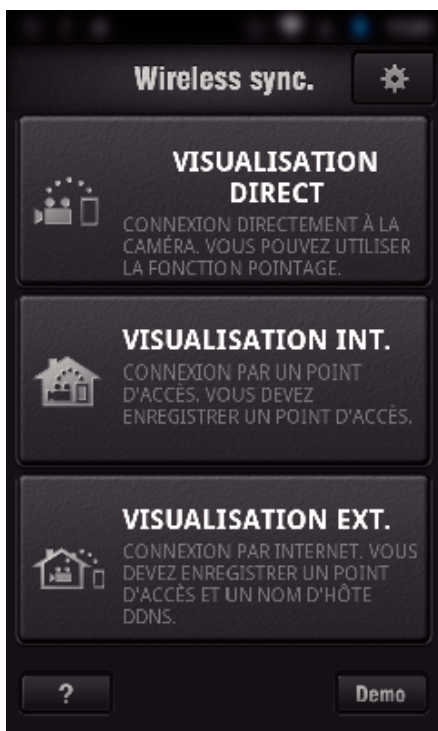 Wireless sync.
VISUALISATION
DIRECT
CONNEXION DIRECTEMENT À LA
CAMÉRA. VOUS POUVEZ UTILISER
LA FONCTION POINTAGE.
VISUALISATION INT.
CONNEXION PAR UN POINT
D'ACCÈS. VOUS DEVEZ
ENREGISTRER UN POINT D'ACCÈS.
VISUALISATION EXT.
CONNEXION PAR INTERNET. VOUS
DEVEZ ENREGISTRER UN POINT
D'ACCÈS ET UN NOM D'HÔTE
DDNS.
?
Demo